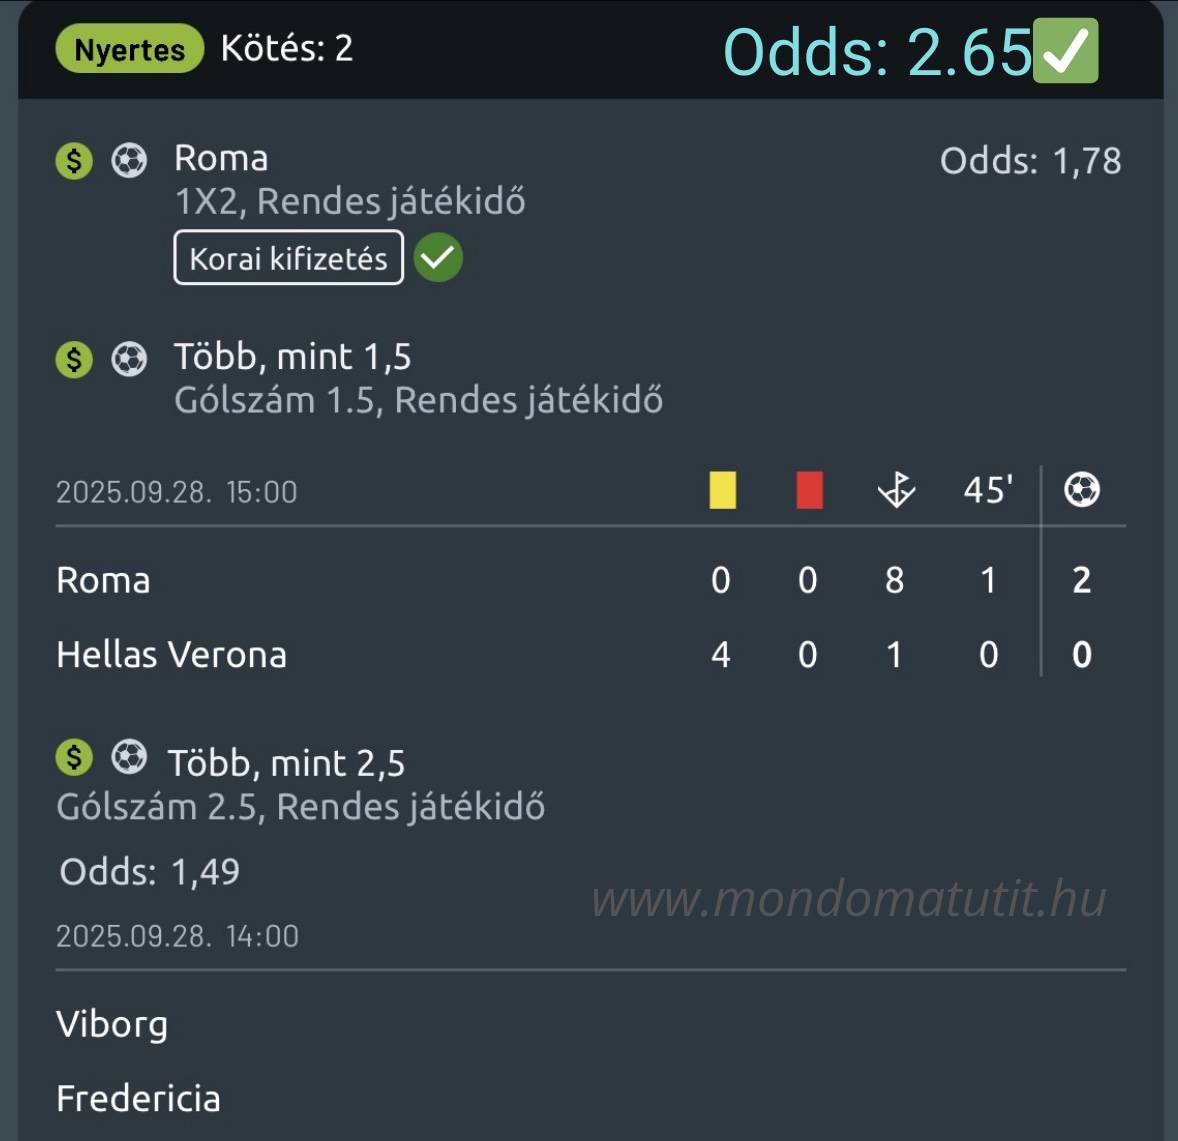 Nyertes Kötés: 2 Odds: 2.65✅
$ Roma Odds: 1,78
1X2, Rendes játékidő
Korai kifizetés
$ Több, mint 1,5
Gólszám 1.5, Rendes játékidő
2025.09.28. 15:00 45'
Roma 0 0 8 1 2
Hellas Verona 4 0 1 0 0
$ Több, mint 2,5
Gólszám 2.5, Rendes játékidő
Odds: 1,49
www.mondomatutit.hu
2025.09.28. 14:00
Viborg
Fredericia